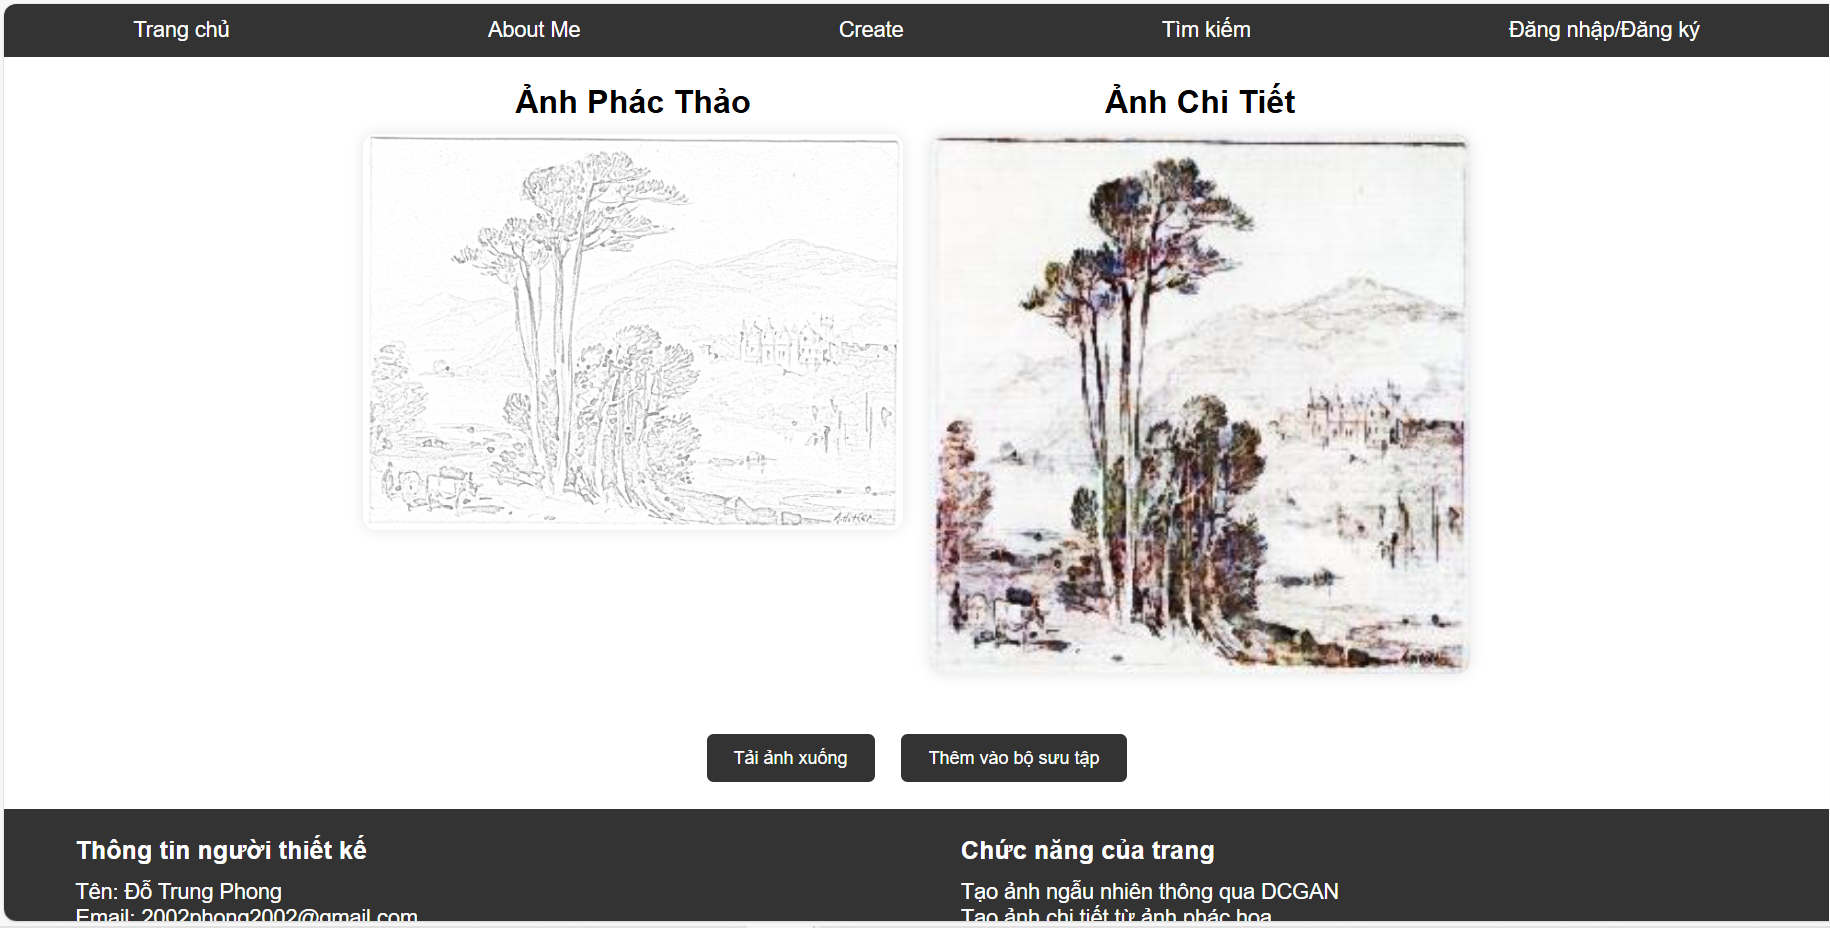 Trang chủ
About Me
Create
Tìm kiếm
Đăng nhập/Đăng ký
Ảnh Phác Thảo
Ảnh Chi Tiết
Tải ảnh xuống
Thêm vào bộ sưu tập
Thông tin người thiết kế
Tên: Đỗ Trung Phong
Email: 2002phong2002@gmail.com
Chức năng của trang
Tạo ảnh ngẫu nhiên thông qua DCGAN
Tạo ảnh chi tiết từ ảnh phác họa